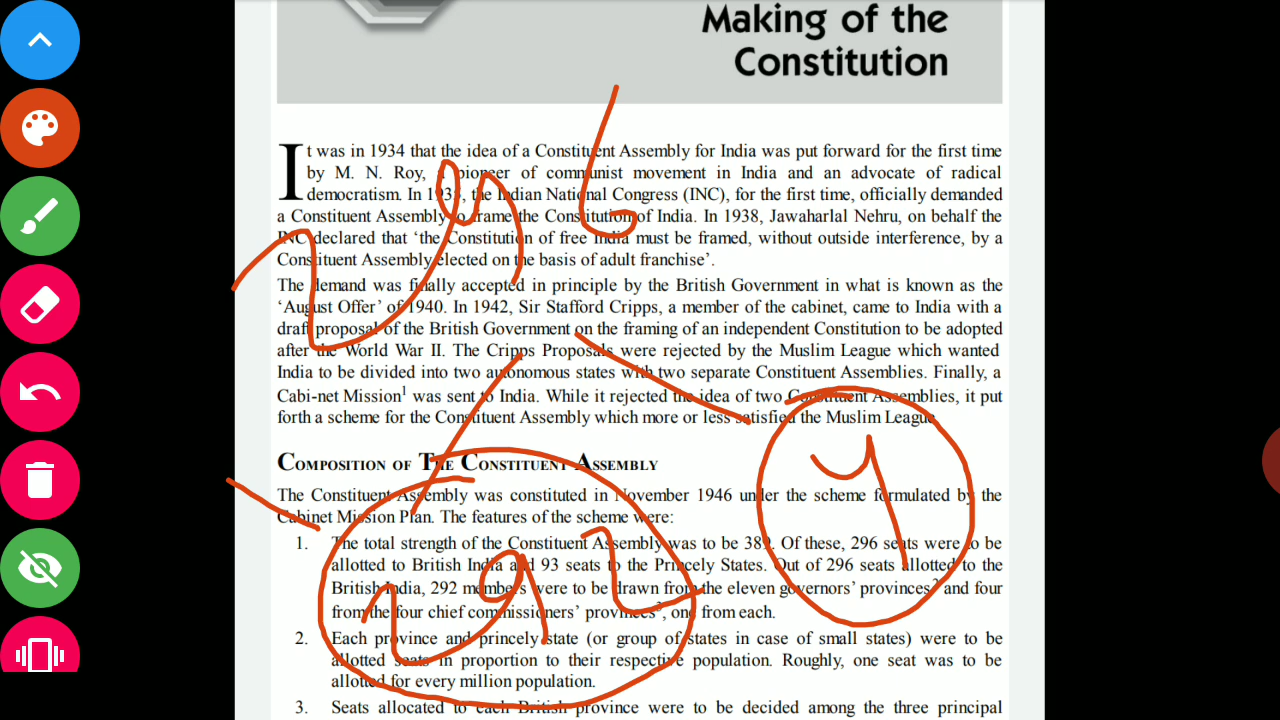 Making of the
Constitution
It was in 1934 that the idea of a Constituent Assembly for India was put forward for the first time
by M. N. Roy, a pioneer of communist movement in India and an advocate of radical
democratism. In 1935, the Indian National Congress (INC), for the first time, officially demanded
a Constituent Assembly to frame the Constitution of India. In 1938, Jawaharlal Nehru, on behalf the
INC declared that ‘the Constitution of free India must be framed, without outside interference, by a
Constituent Assembly elected on the basis of adult franchise’.
The demand was finally accepted in principle by the British Government in what is known as the
‘August Offer’ of 1940. In 1942, Sir Stafford Cripps, a member of the cabinet, came to India with a
draft proposal of the British Government on the framing of an independent Constitution to be adopted
after the World War II. The Cripps Proposals were rejected by the Muslim League which wanted
India to be divided into two autonomous states with two separate Constituent Assemblies. Finally, a
Cabi-net Mission1 was sent to India. While it rejected the idea of two Constituent Assemblies, it put
forth a scheme for the Constituent Assembly which more or less satisfied the Muslim League.
COMPOSITION OF THE CONSTITUENT ASSEMBLY
The Constituent Assembly was constituted in November 1946 under the scheme formulated by the
Cabinet Mission Plan. The features of the scheme were:
1. The total strength of the Constituent Assembly was to be 389. Of these, 296 seats were to be
allotted to British India and 93 seats to the Princely States. Out of 296 seats allotted to the
British India, 292 members were to be drawn from the eleven governors’ provinces2 and four
from the four chief commissioners’ provinces3, one from each.
2. Each province and princely state (or group of states in case of small states) were to be
allotted seats in proportion to their respective population. Roughly, one seat was to be
allotted for every million population.
3. Seats allocated to each British province were to be decided among the three principal
296
292
4